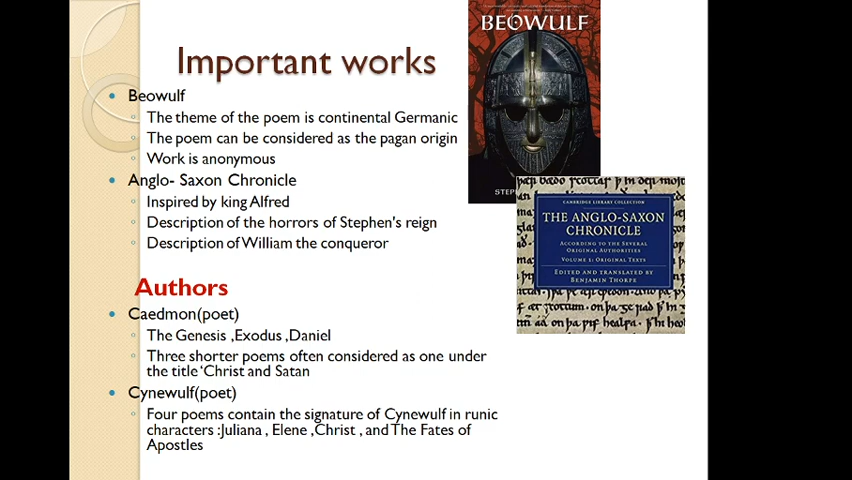 Important works
Beowulf
The theme of the poem is continental Germanic
The poem can be considered as the pagan origin
Work is anonymous
Anglo- Saxon Chronicle
Inspired by king Alfred
Description of the horrors of Stephen's reign
Description of William the conqueror
Authors
Caedmon(poet)
The Genesis ,Exodus ,Daniel
Three shorter poems often considered as one under
the title ‘Christ and Satan
Cynewulf(poet)
Four poems contain the signature of Cynewulf in runic
characters :Juliana , Elene ,Christ , and The Fates of
Apostles
BEOWULF
CAMBRIDGE LIBRARY COLLECTION
THE ANGLO-SAXON
CHRONICLE
ACCORDING TO THE SEVERAL
ORIGINAL AUTHORITIES
VOLUME 1: ORIGINAL TEXTS
EDITED AND TRANSLATED BY
BENJAMIN THORPE